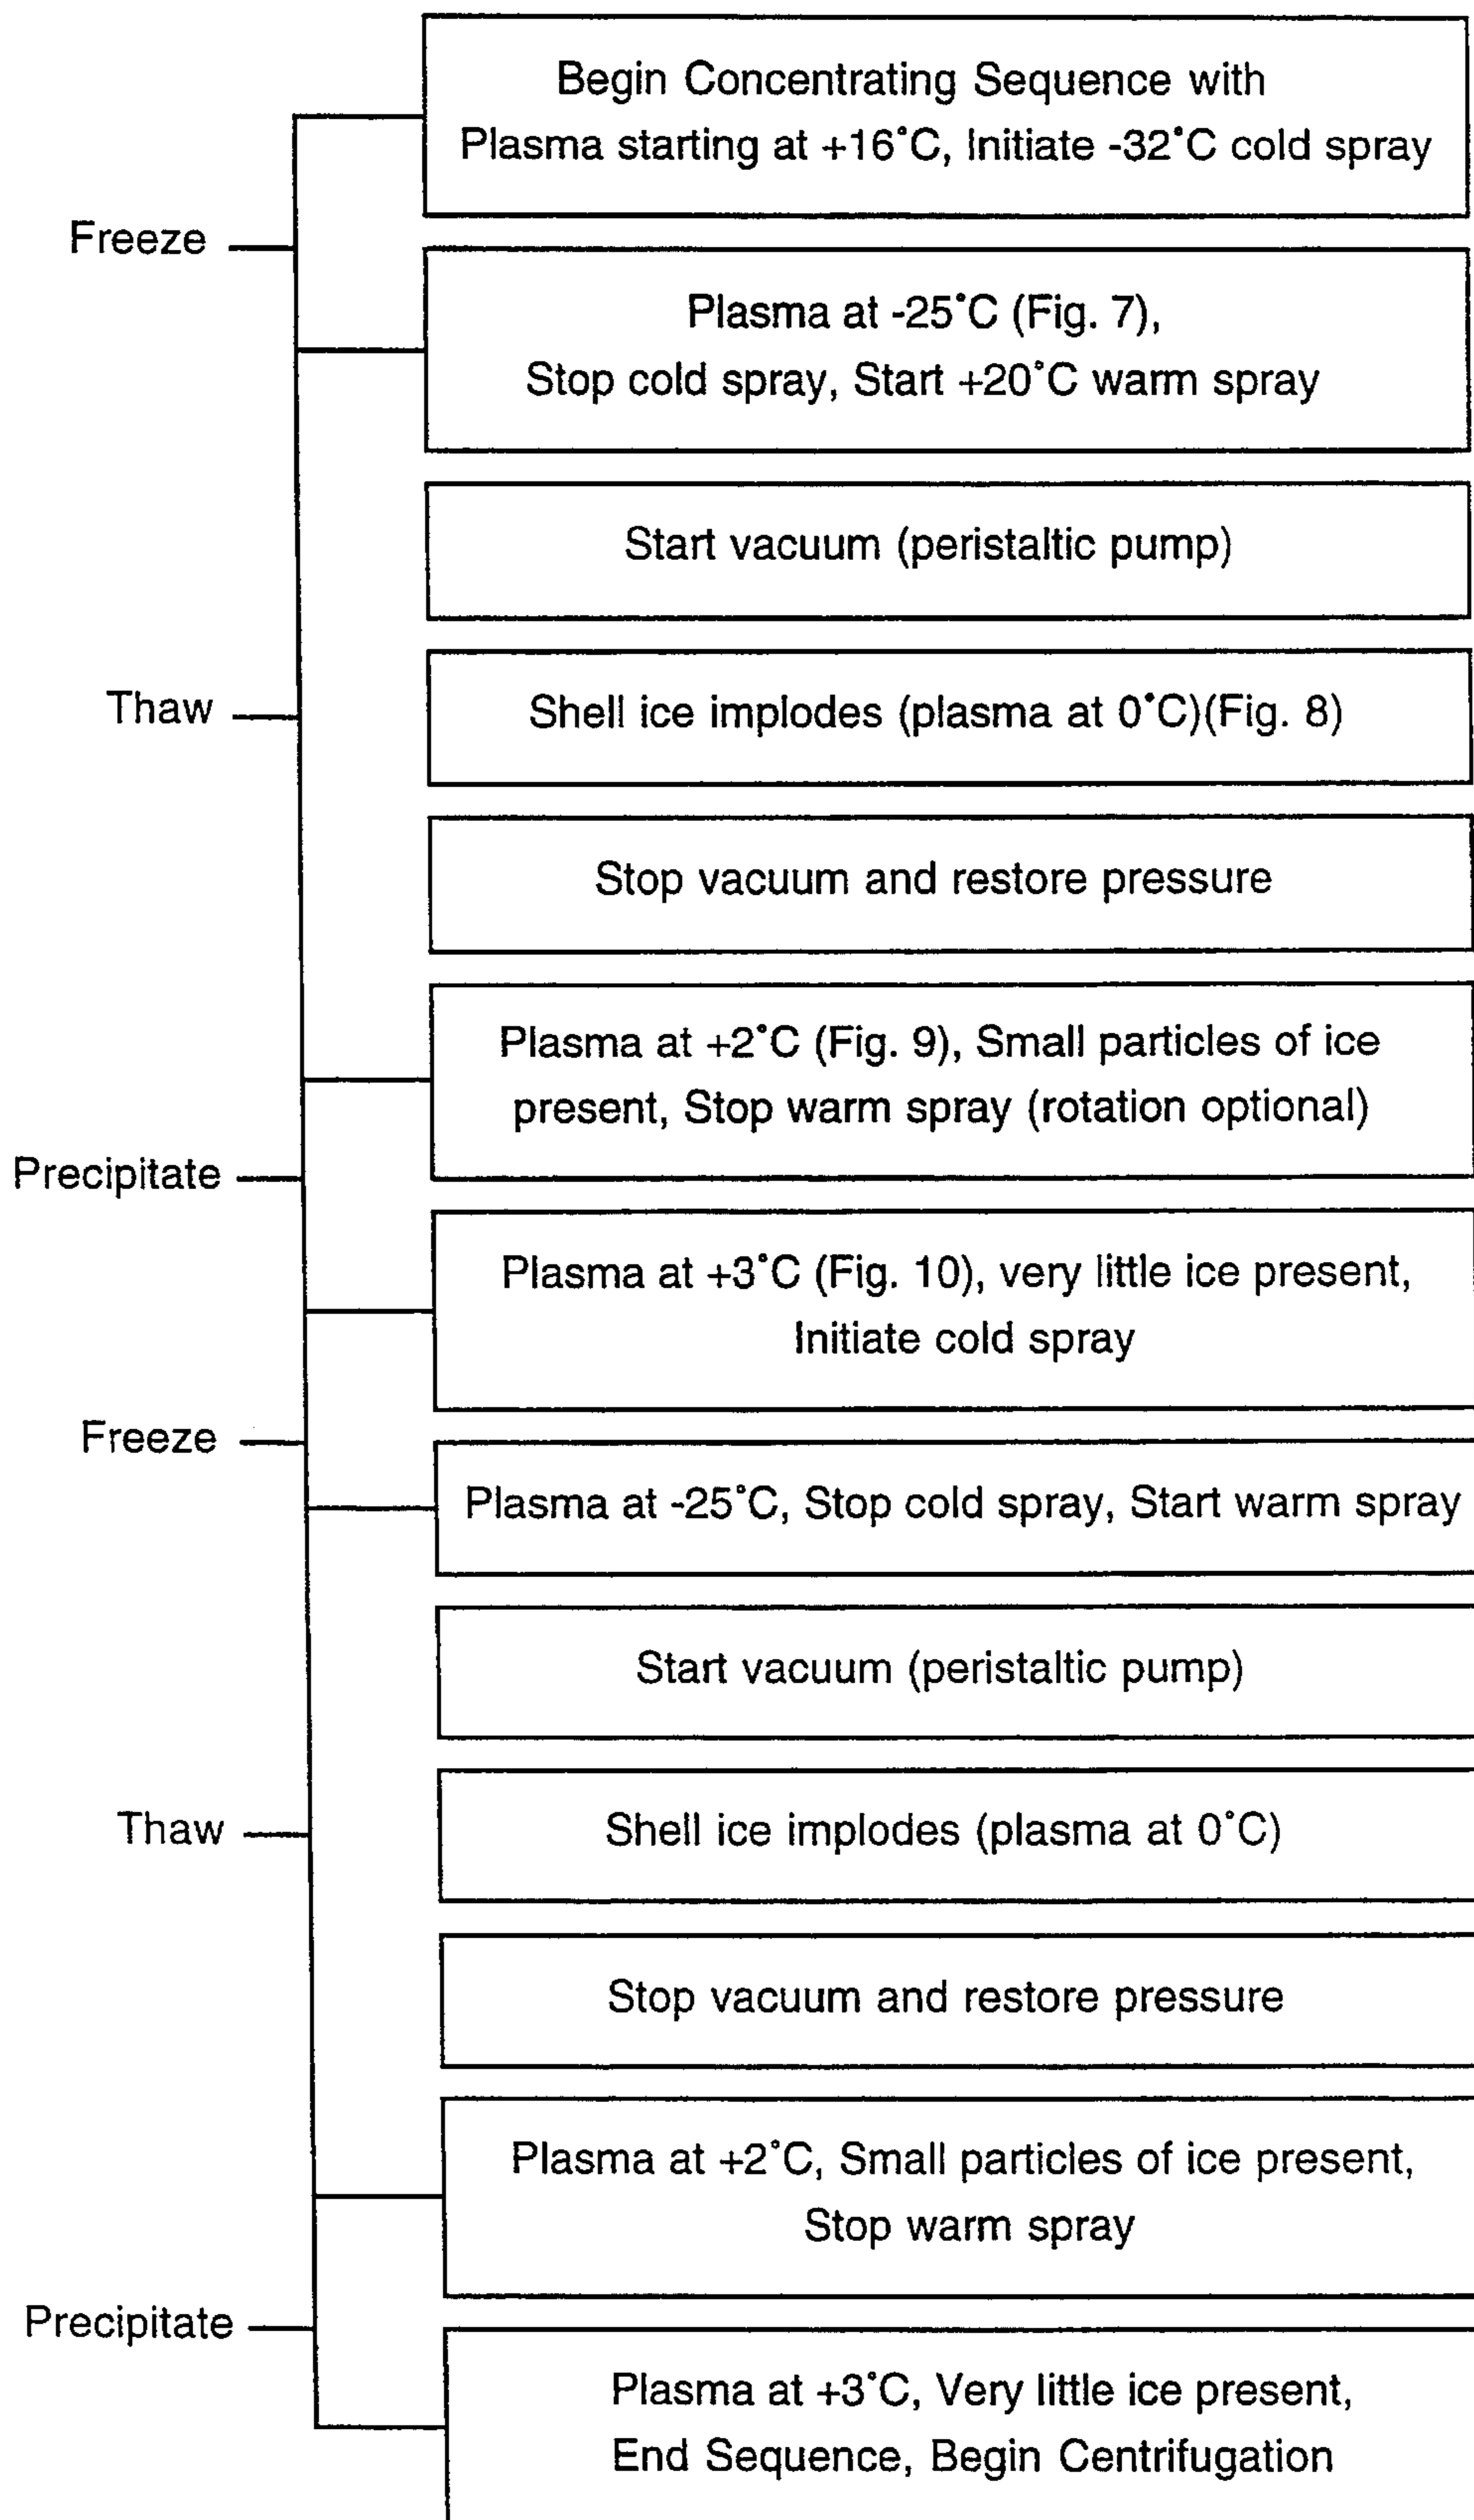 Begin Concentrating Sequence with
Plasma starting at +16°C, Initiate -32°C cold spray
Freeze
Plasma at -25°C (Fig. 7),
Stop cold spray, Start +20°C warm spray
Start vacuum (peristaltic pump)
Thaw
Shell ice implodes (plasma at 0°C)(Fig. 8)
Stop vacuum and restore pressure
Plasma at +2°C (Fig. 9), Small particles of ice
present, Stop warm spray (rotation optional)
Precipitate
Plasma at +3°C (Fig. 10), very little ice present,
Initiate cold spray
Freeze
Plasma at -25°C, Stop cold spray, Start warm spray
Start vacuum (peristaltic pump)
Thaw
Shell ice implodes (plasma at 0°C)
Stop vacuum and restore pressure
Plasma at +2°C, Small particles of ice present,
Stop warm spray
Precipitate
Plasma at +3°C, Very little ice present,
End Sequence, Begin Centrifugation